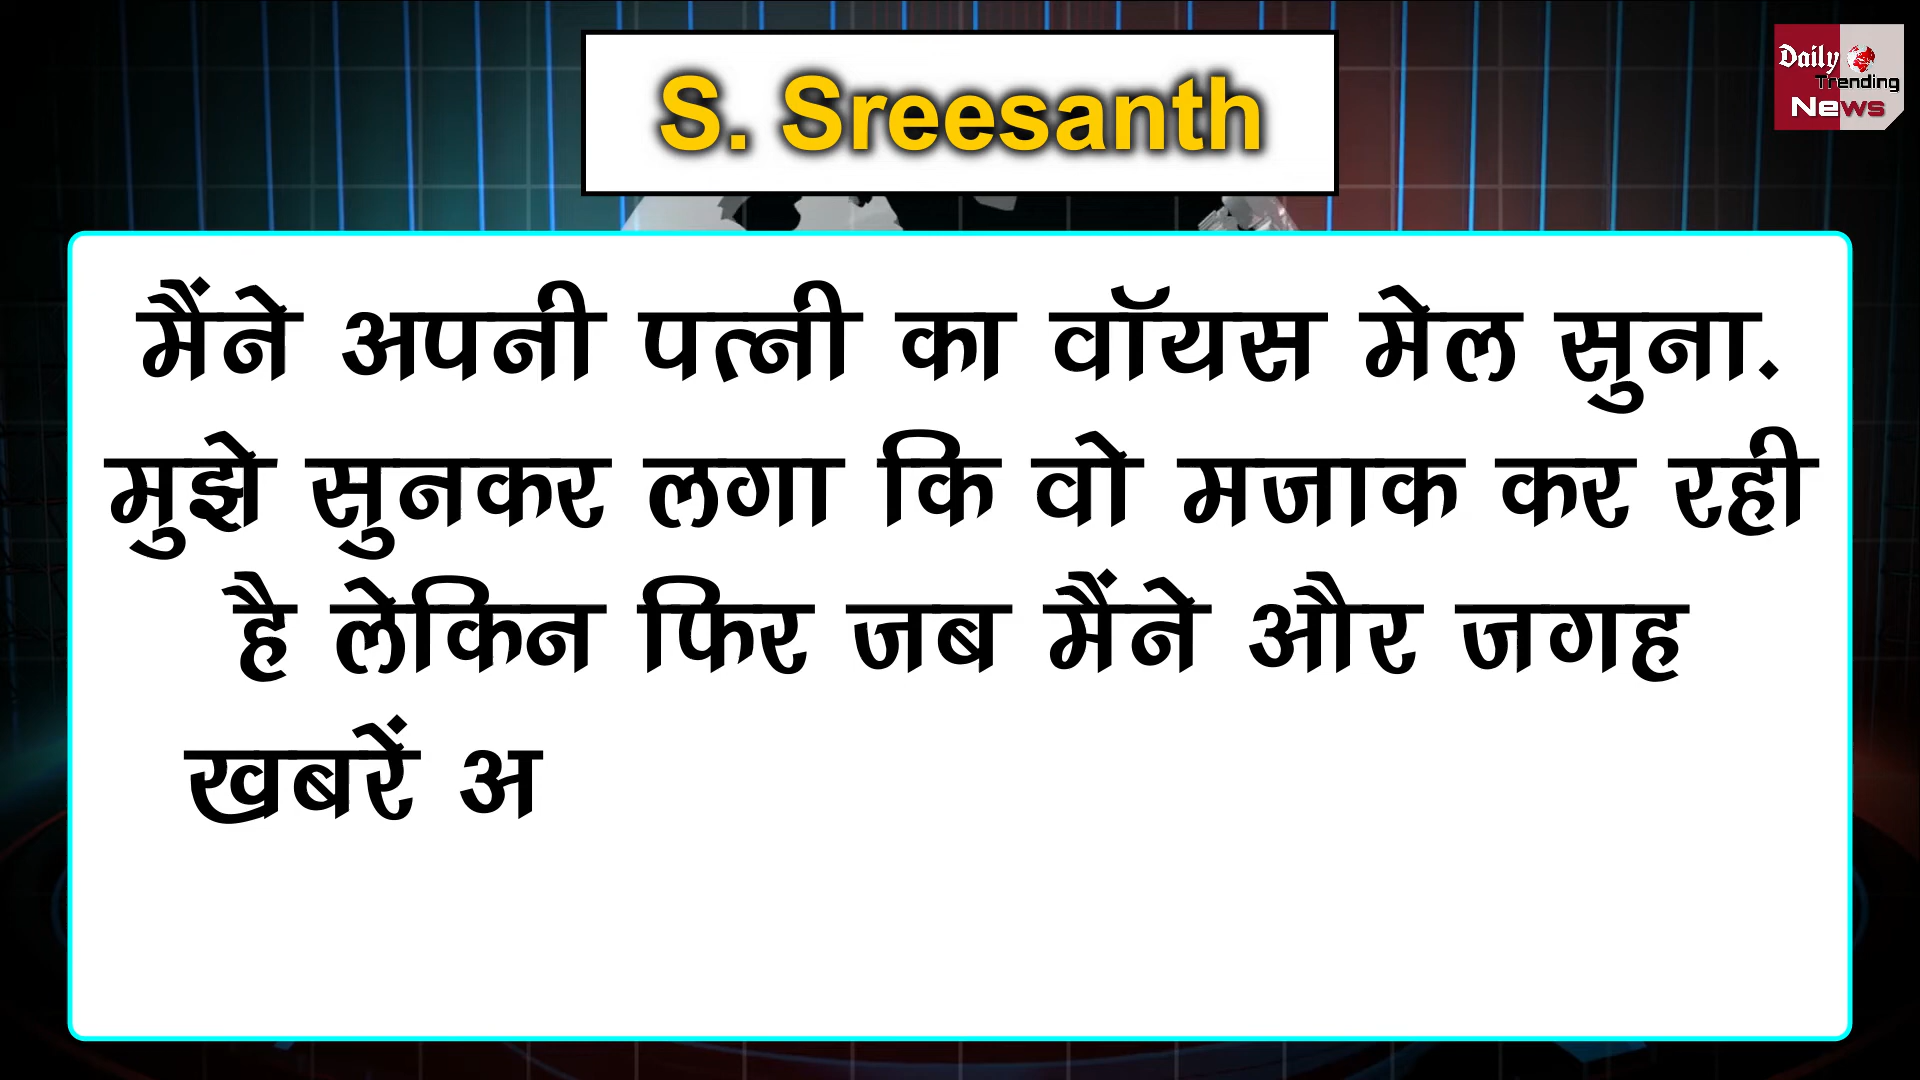 S. Sreesanth
Daily
Trending
News
मैंने अपनी पत्नी का वॉयस मेल सुना.
मुझे सुनकर लगा कि वो मजाक कर रही
है लेकिन फिर जब मैंने और जगह
खबरें अ